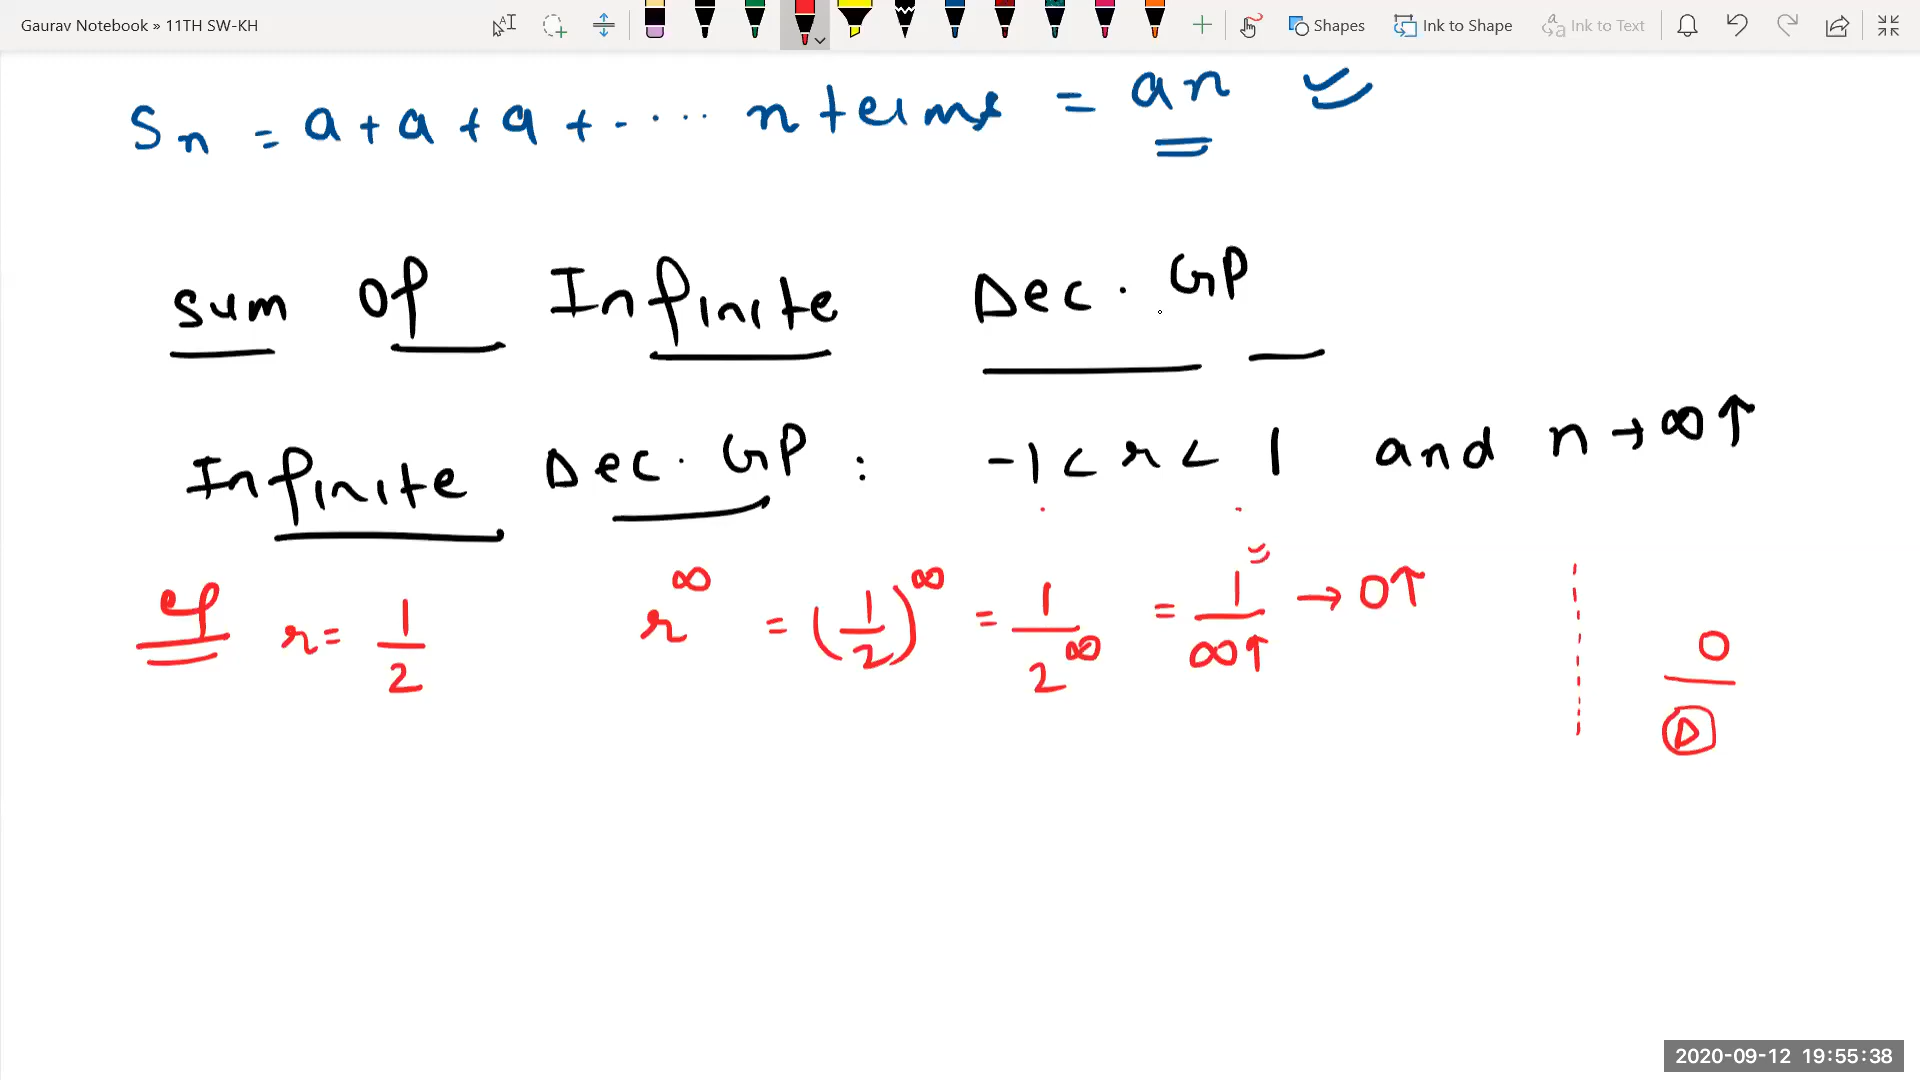 Gaurav Notebook » 11TH SW-KH
Shapes Ink to Shape Ink to Text
Sn = a + a + a + ..... n terms = an
Sum Of Infinite Dec. GP
Infinite Dec. GP : -1 < r < 1 and n → ∞↑
r = 1/2 r^∞ = (1/2)^∞ = 1/2^∞ = 1/∞↑ → 0↑
0
2020-09-12 19:55:38